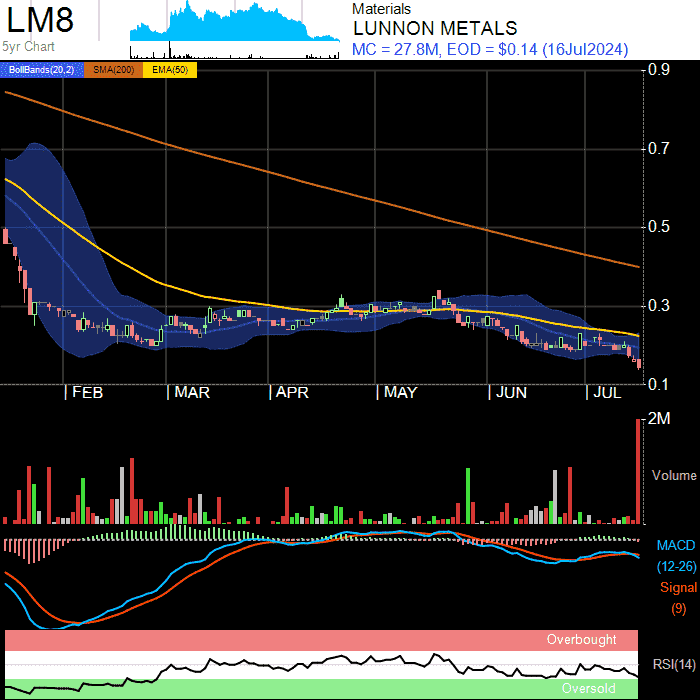 LM8
5yr Chart
Materials
LUNNON METALS
MC = 27.8M, EOD = $0.14 (16Jul2024)
BollBands(20,2) SMA(200) EMA(50)
0.9
0.7
0.5
0.3
0.1
FEB MAR APR MAY JUN JUL
2M
Volume
MACD
(12-26)
Signal
(9)
Overbought
RSI(14)
Oversold